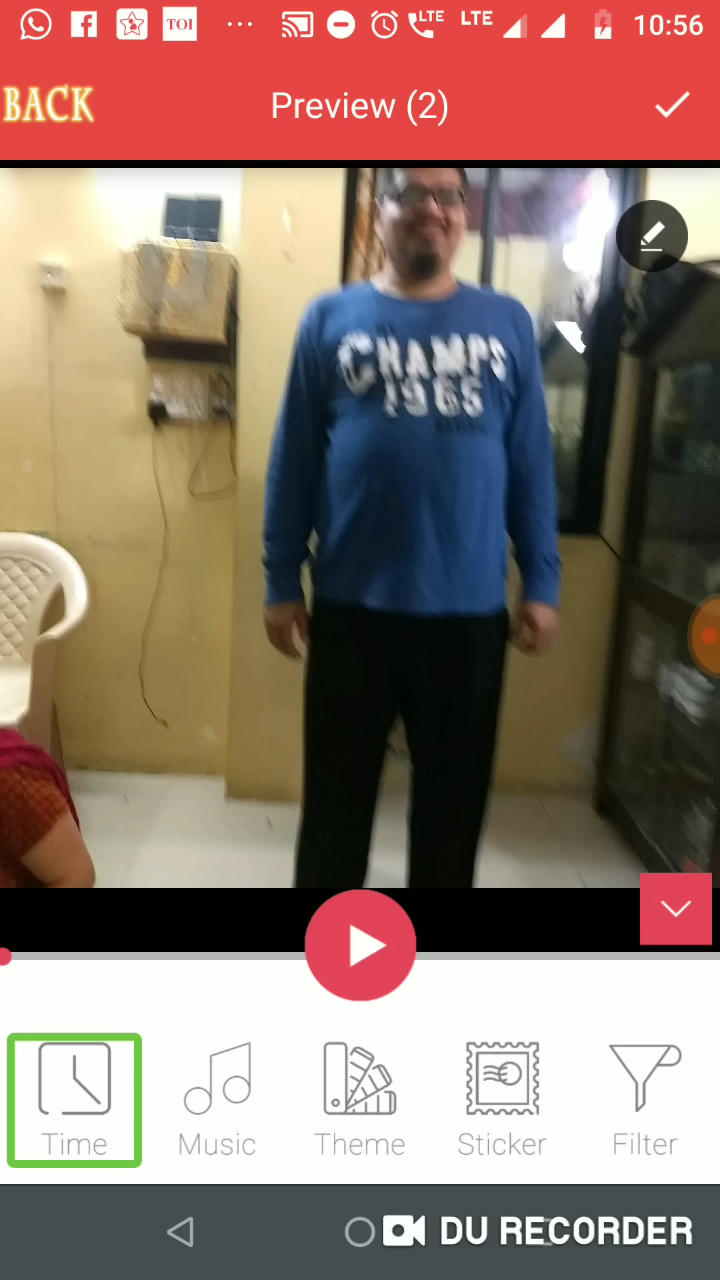 TOI
LTE
LTE
10:56
BACK
Preview (2)
CHAMPS
1965
Time
Music
Theme
Sticker
Filter
DU RECORDER